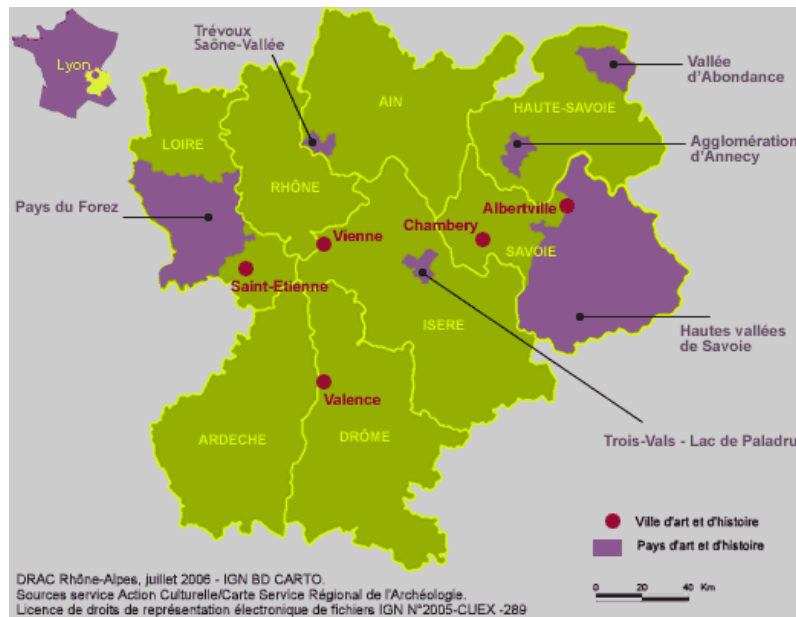 Lyon
Trévoux
Saône-Vallée
Vallée
d'Abondance
AIN
HAUTE-SAVOIE
LOIRE
Agglomération
d'Annecy
RHÔNE
Pays du Forez
Albertville
Chambery
Vienne
SAVOIE
Saint-Etienne
ISERE
Hautes vallées
de Savoie
Valence
ARDECHE
DRÔME
Trois-Vals - Lac de Paladru
Ville d'art et d'histoire
Pays d'art et d'histoire
DRAC Rhône-Alpes, juillet 2006 - IGN BD CARTO.
Sources service Action Culturelle/Carte Service Régional de l'Archéologie.
Licence de droits de représentation électronique de fichiers IGN N°2005-CUEX -289
0 20 40 Km